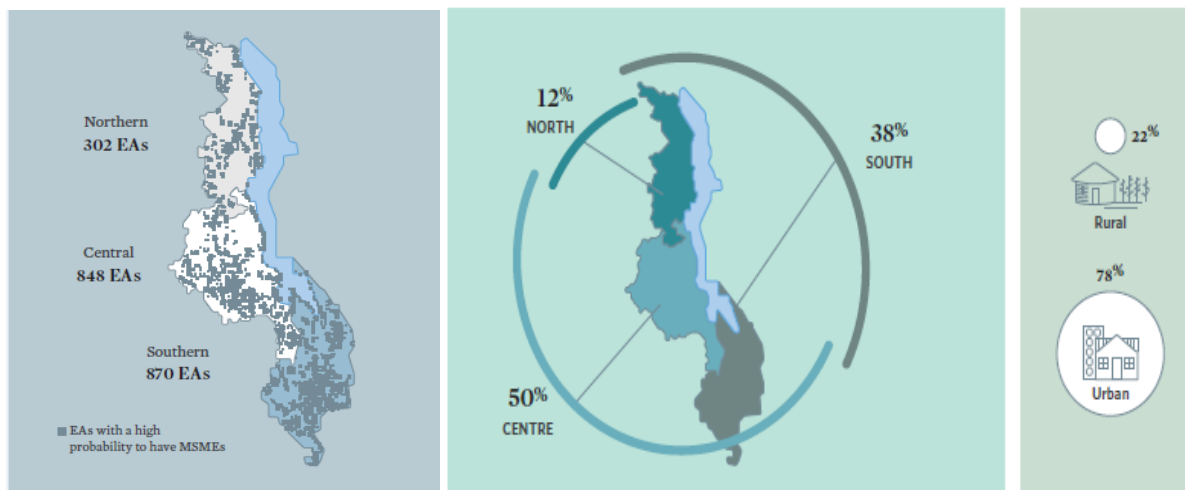 Northern
302 EAs
Central
848 EAs
Southern
870 EAs
EAs with a high
probability to have MSMEs
12%
NORTH
38%
SOUTH
50%
CENTRE
22%
Rural
78%
Urban